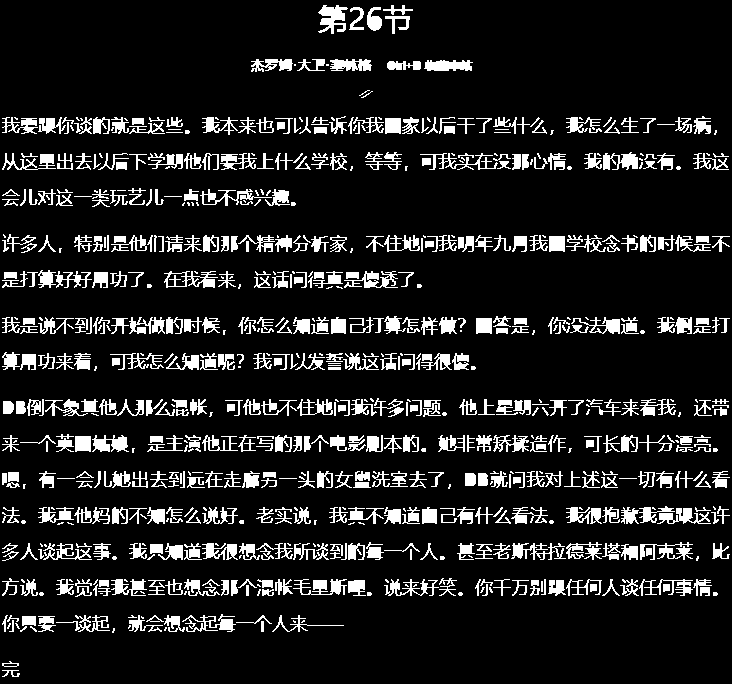 第26节
杰罗姆·大卫·塞林格 Ctrl+D 收藏本站
我要跟你谈的就是这些。我本来也可以告诉你我回家以后干了些什么，我怎么生了一场病，
从这里出去以后下学期他们要我上什么学校，等等，可我实在没那心情。我的确没有。我这
会儿对这一类玩艺儿一点也不感兴趣。
许多人，特别是他们请来的那个精神分析家，不住地问我明年九月我回学校念书的时候是不
是打算好好用功了。在我看来，这话问得真是傻透了。
我是说不到你开始做的时候，你怎么知道自己打算怎样做？回答是，你没法知道。我倒是打
算用功来着，可我怎么知道呢？我可以发誓说这话问得很傻。
DB倒不象其他人那么混帐，可他也不住地问我许多问题。他上星期六开了汽车来看我，还带
来一个英国姑娘，是主演他正在写的那个电影剧本的。她非常矫揉造作，可长的十分漂亮。
嗯，有一会儿她出去到远在走廊另一头的女盥洗室去了，DB就问我对上述这一切有什么看
法。我真他妈的不知怎么说好。老实说，我真不知道自己有什么看法。我很抱歉我竟跟这许
多人谈起这事。我只知道我很想念我所谈到的每一个人。甚至老斯特拉德莱塔和阿克莱，比
方说。我觉得我甚至也想念那个混帐毛里斯哩。说来好笑。你千万别跟任何人谈任何事情。
你只要一谈起，就会想念起每一个人来——
完